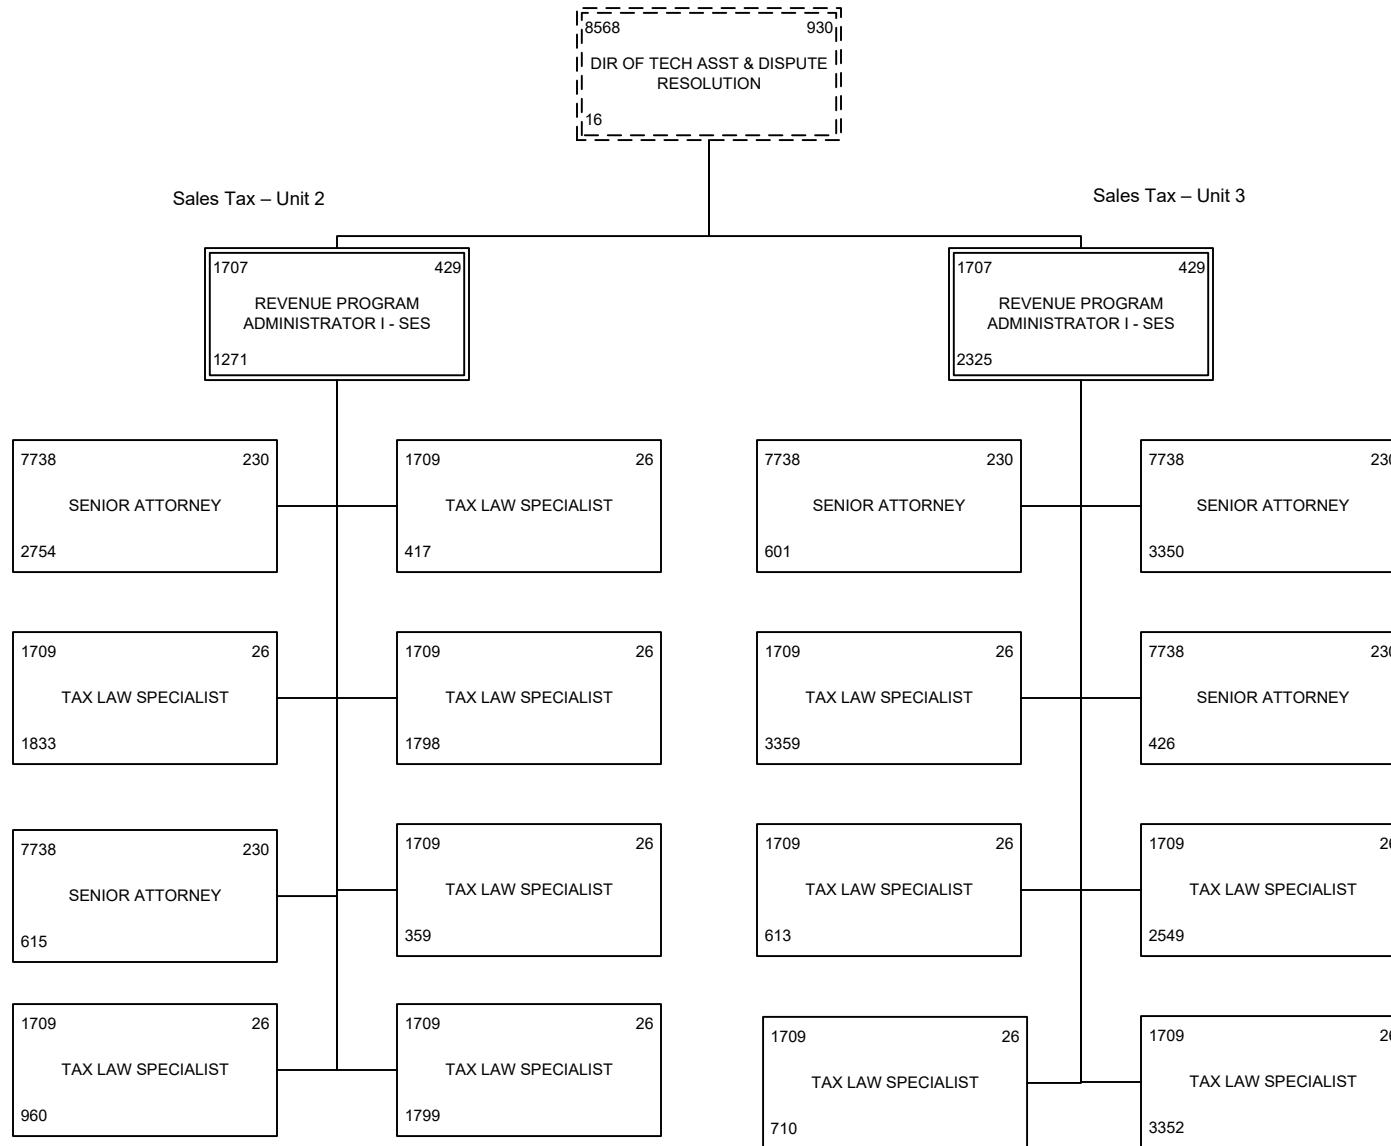 8568 930
DIR OF TECH ASST & DISPUTE
RESOLUTION
16
Sales Tax – Unit 2
Sales Tax – Unit 3
1707 429
REVENUE PROGRAM
ADMINISTRATOR I - SES
1271
1707 429
REVENUE PROGRAM
ADMINISTRATOR I - SES
2325
7738 230
SENIOR ATTORNEY
2754
1709 26
TAX LAW SPECIALIST
417
7738 230
SENIOR ATTORNEY
601
7738 230
SENIOR ATTORNEY
3350
1709 26
TAX LAW SPECIALIST
1833
1709 26
TAX LAW SPECIALIST
1798
1709 26
TAX LAW SPECIALIST
3359
7738 230
SENIOR ATTORNEY
426
7738 230
SENIOR ATTORNEY
615
1709 26
TAX LAW SPECIALIST
359
1709 26
TAX LAW SPECIALIST
613
1709 26
TAX LAW SPECIALIST
2549
1709 26
TAX LAW SPECIALIST
960
1709 26
TAX LAW SPECIALIST
1799
1709 26
TAX LAW SPECIALIST
710
1709 26
TAX LAW SPECIALIST
3352